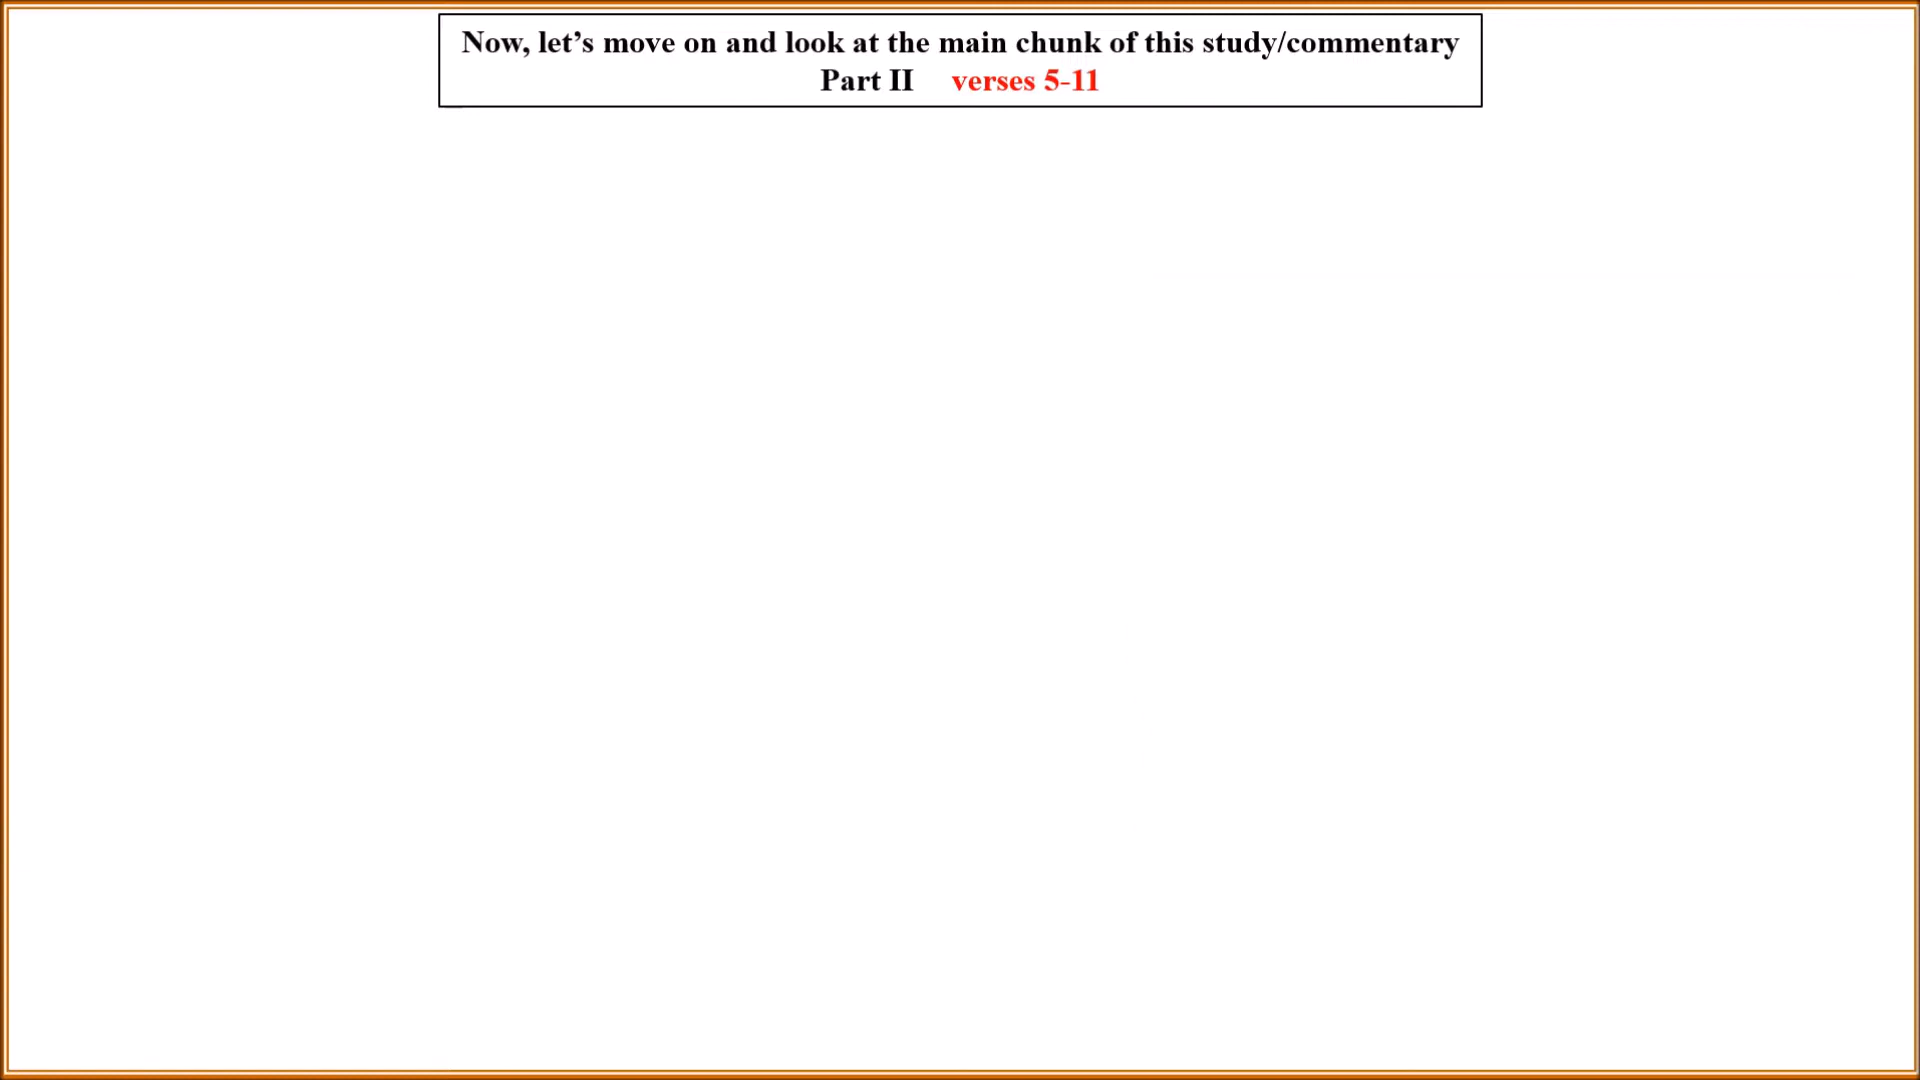 Now, let’s move on and look at the main chunk of this study/commentary
Part II verses 5-11